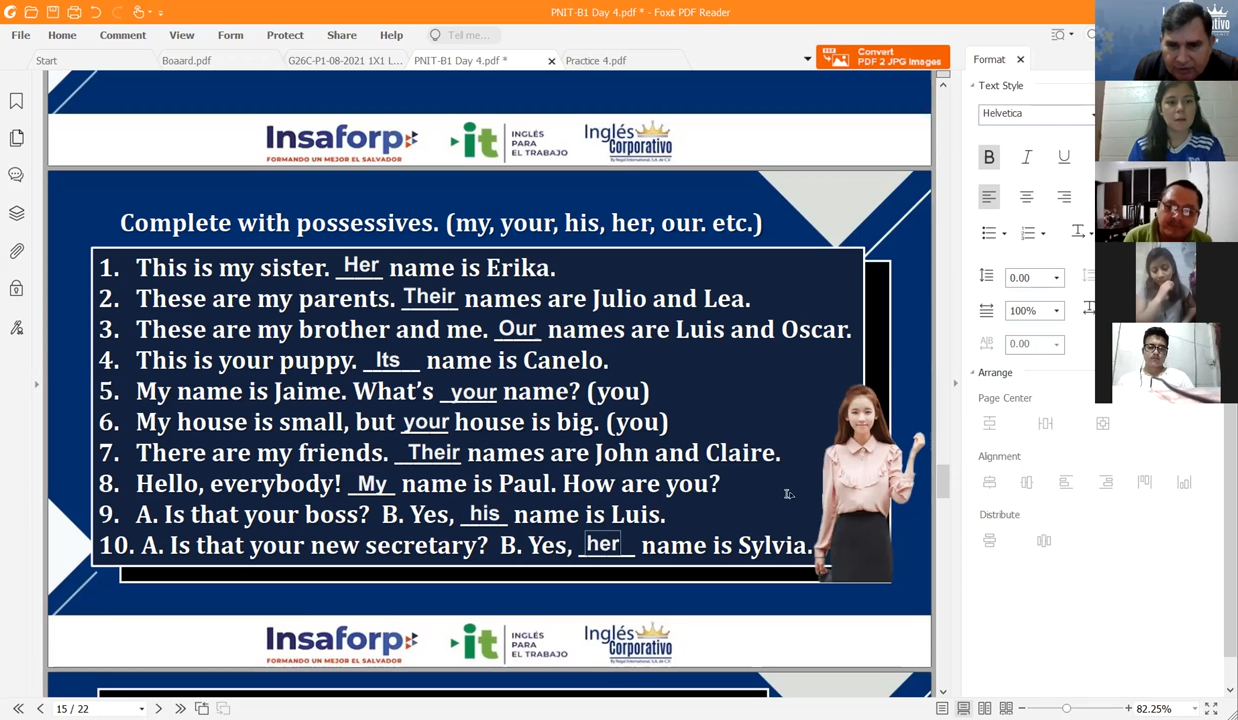 PNIT-B1 Day 4.pdf * - Foxit PDF Reader
File Home Comment View Form Protect Share Help Tell me...
Start Boaard.pdf G26C-P1-08-2021 1X1 L... PNIT-B1 Day 4.pdf * Practice 4.pdf
Convert
PDF 2 JPG Images
Format
Text Style
Helvetica
B I U
0.00
100%
0.00
Arrange
Page Center
Alignment
Distribute
Insaforp
FORMANDO UN MEJOR EL SALVADOR
it INGLÉS
PARA
EL TRABAJO
Inglés
Corporativo
Complete with possessives. (my, your, his, her, our. etc.)
1. This is my sister. Her name is Erika.
2. These are my parents. Their names are Julio and Lea.
3. These are my brother and me. Our names are Luis and Oscar.
4. This is your puppy. Its name is Canelo.
5. My name is Jaime. What's your name? (you)
6. My house is small, but your house is big. (you)
7. There are my friends. Their names are John and Claire.
8. Hello, everybody! My name is Paul. How are you?
9. A. Is that your boss? B. Yes, his name is Luis.
10. A. Is that your new secretary? B. Yes, her name is Sylvia.
Insaforp
FORMANDO UN MEJOR EL SALVADOR
it INGLÉS
PARA
EL TRABAJO
Inglés
Corporativo
15 / 22
82.25%